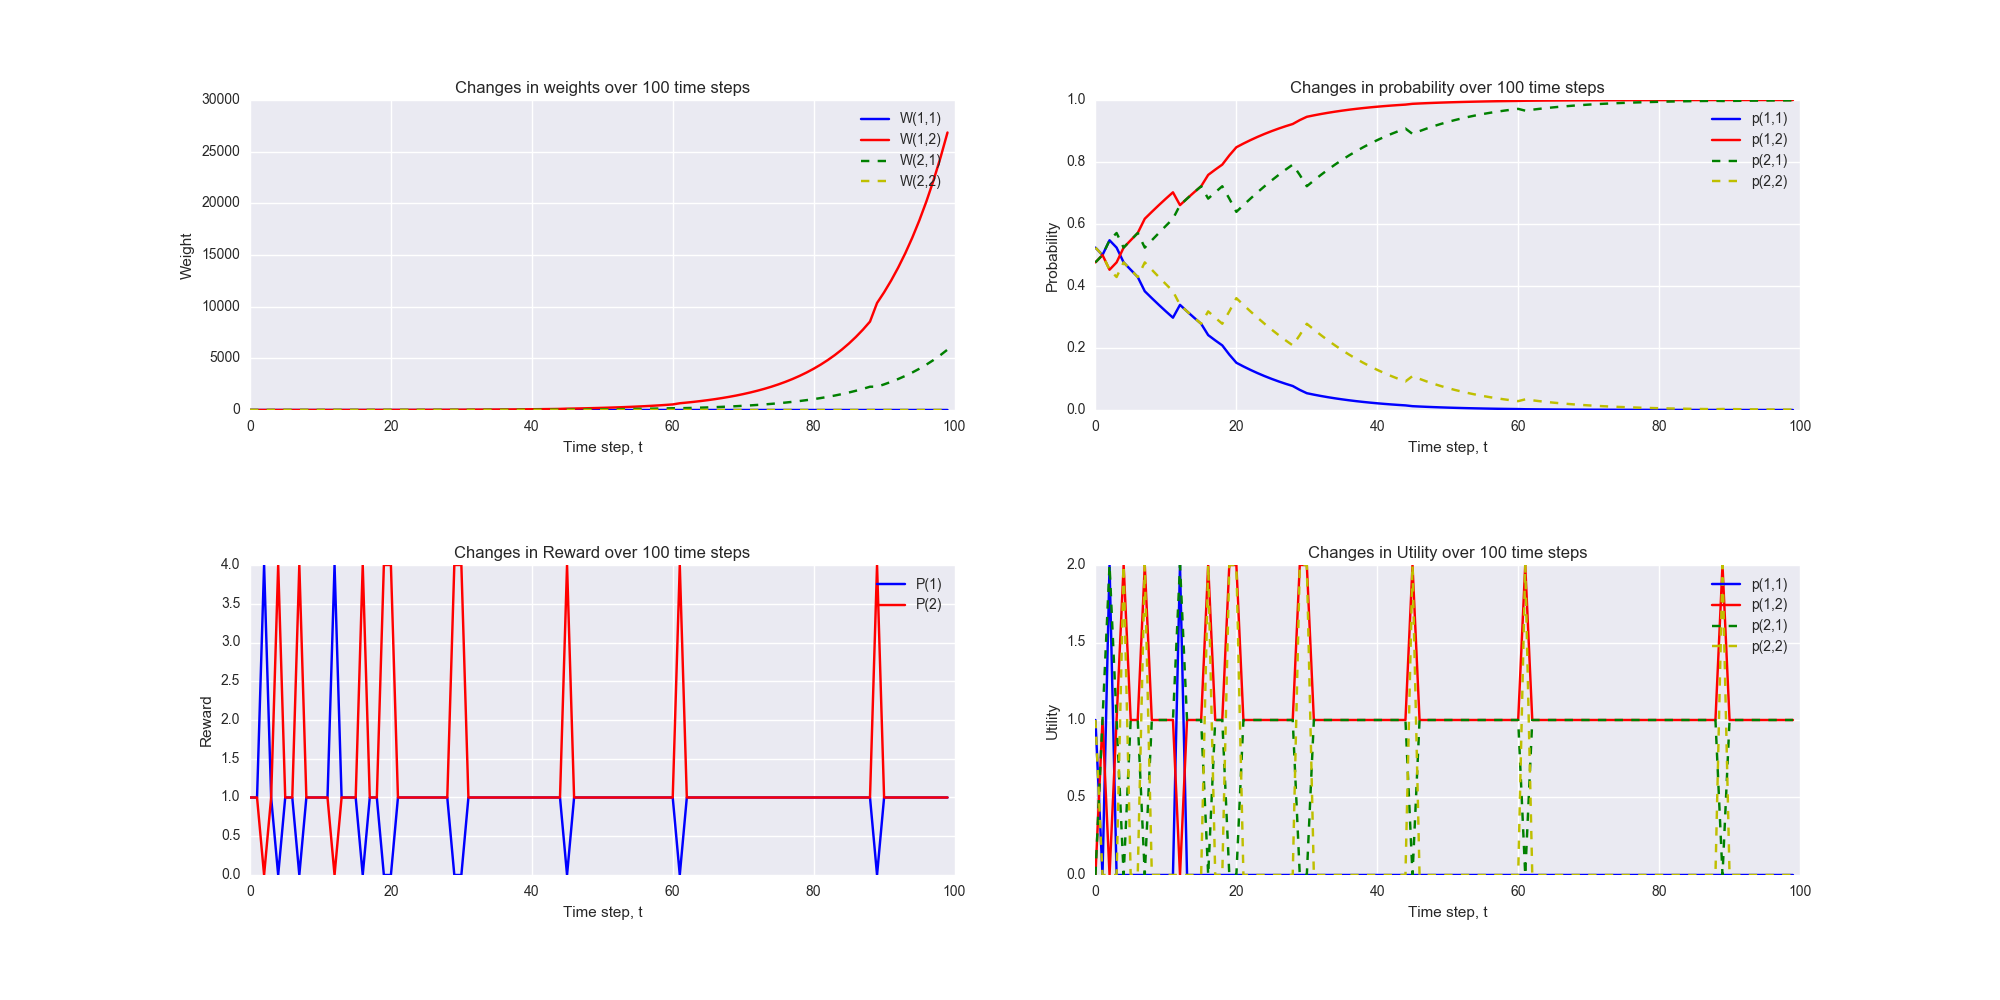 Changes in weights over 100 time steps
30000
25000
20000
15000
10000
5000
0
Weight
0 20 40 60 80 100
Time step, t
W(1,1)
W(1,2)
W(2,1)
W(2,2)
Changes in probability over 100 time steps
1.0
0.8
0.6
0.4
0.2
0.0
Probability
0 20 40 60 80 100
Time step, t
p(1,1)
p(1,2)
p(2,1)
p(2,2)
Changes in Reward over 100 time steps
4.0
3.5
3.0
2.5
2.0
1.5
1.0
0.5
0.0
Reward
0 20 40 60 80 100
Time step, t
P(1)
P(2)
Changes in Utility over 100 time steps
2.0
1.5
1.0
0.5
0.0
Utility
0 20 40 60 80 100
Time step, t
p(1,1)
p(1,2)
p(2,1)
p(2,2)